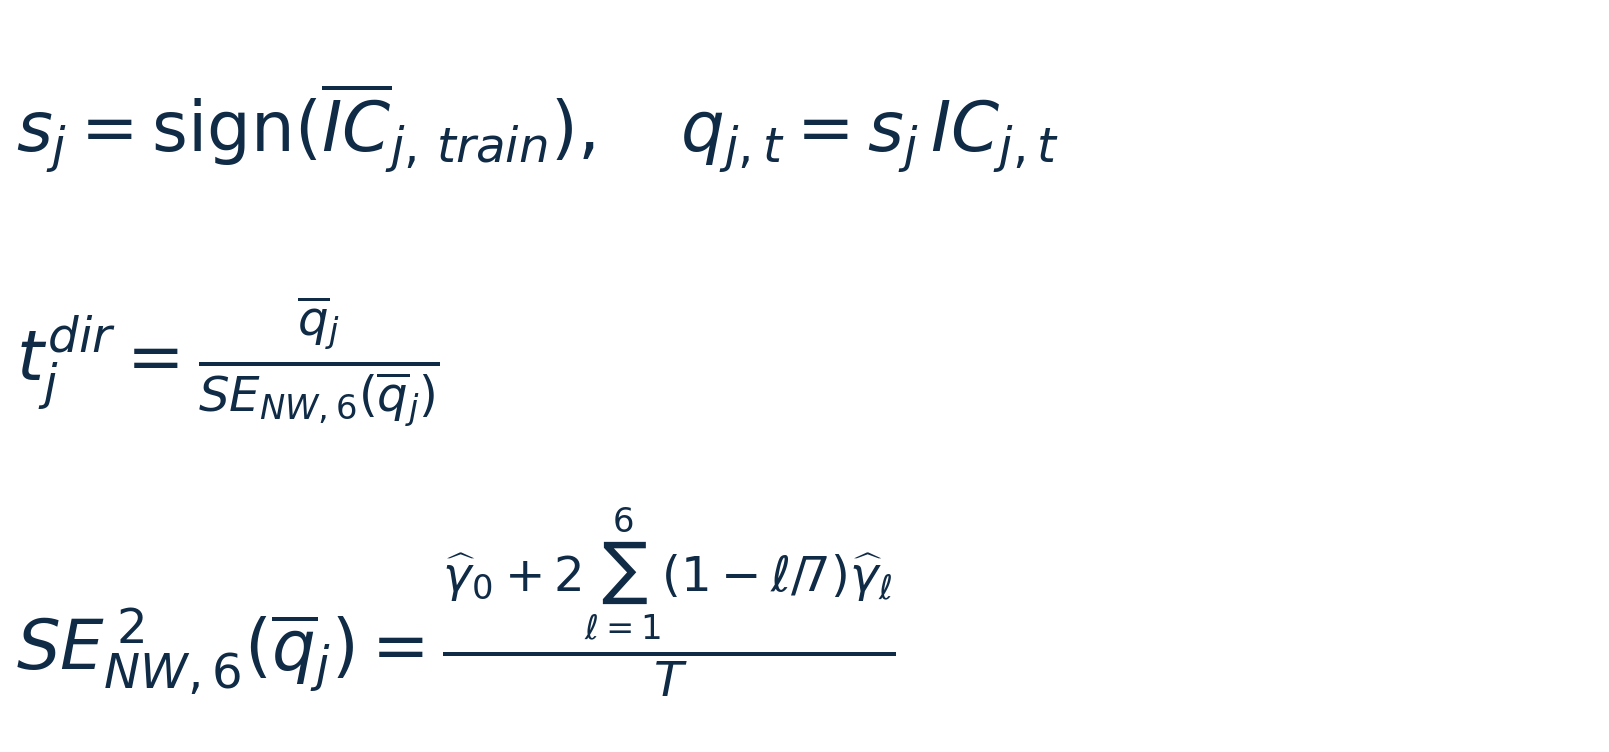 $s_j = \mathrm{sign}(\overline{IC}_{j,\,train}),\quad q_{j,t} = s_j\, IC_{j,t}$
$t_j^{dir} = \frac{\overline{q}_j}{SE_{NW,6}(\overline{q}_j)}$
$SE_{NW,6}^{\,2}(\overline{q}_j) = \frac{\widehat{\gamma}_0 + 2\sum_{\ell=1}^{6}(1-\ell/7)\widehat{\gamma}_\ell}{T}$